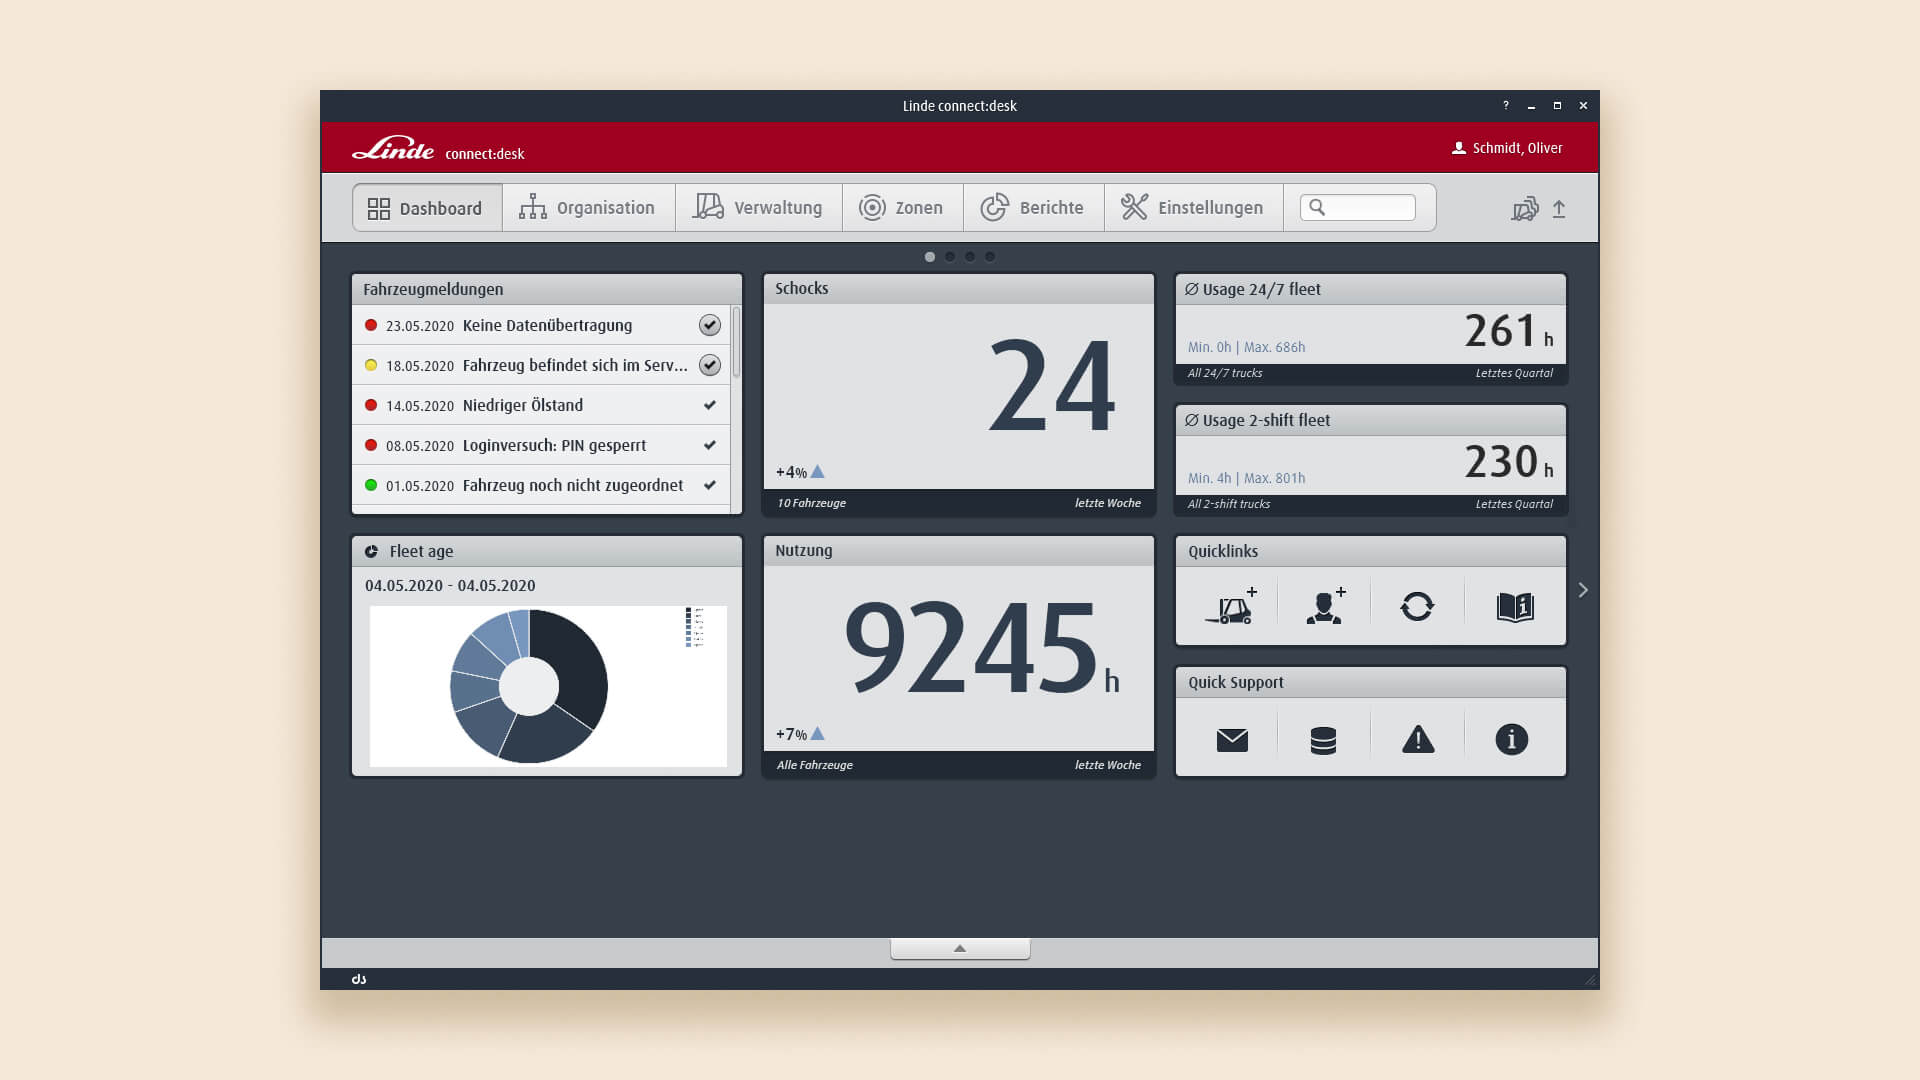 Linde connect:desk
Linde connect:desk
Schmidt, Oliver
Dashboard
Organisation
Verwaltung
Zonen
Berichte
Einstellungen
Fahrzeugmeldungen
23.05.2020 Keine Datenübertragung
18.05.2020 Fahrzeug befindet sich im Serv...
14.05.2020 Niedriger Ölstand
08.05.2020 Loginversuch: PIN gesperrt
01.05.2020 Fahrzeug noch nicht zugeordnet
Schocks
24
+4%
10 Fahrzeuge
letzte Woche
∅ Usage 24/7 fleet
261 h
Min. 0h | Max. 686h
All 24/7 trucks
Letztes Quartal
∅ Usage 2-shift fleet
230 h
Min. 4h | Max. 801h
All 2-shift trucks
Letztes Quartal
Fleet age
04.05.2020 - 04.05.2020
Nutzung
9245 h
+7%
Alle Fahrzeuge
letzte Woche
Quicklinks
Quick Support
ds